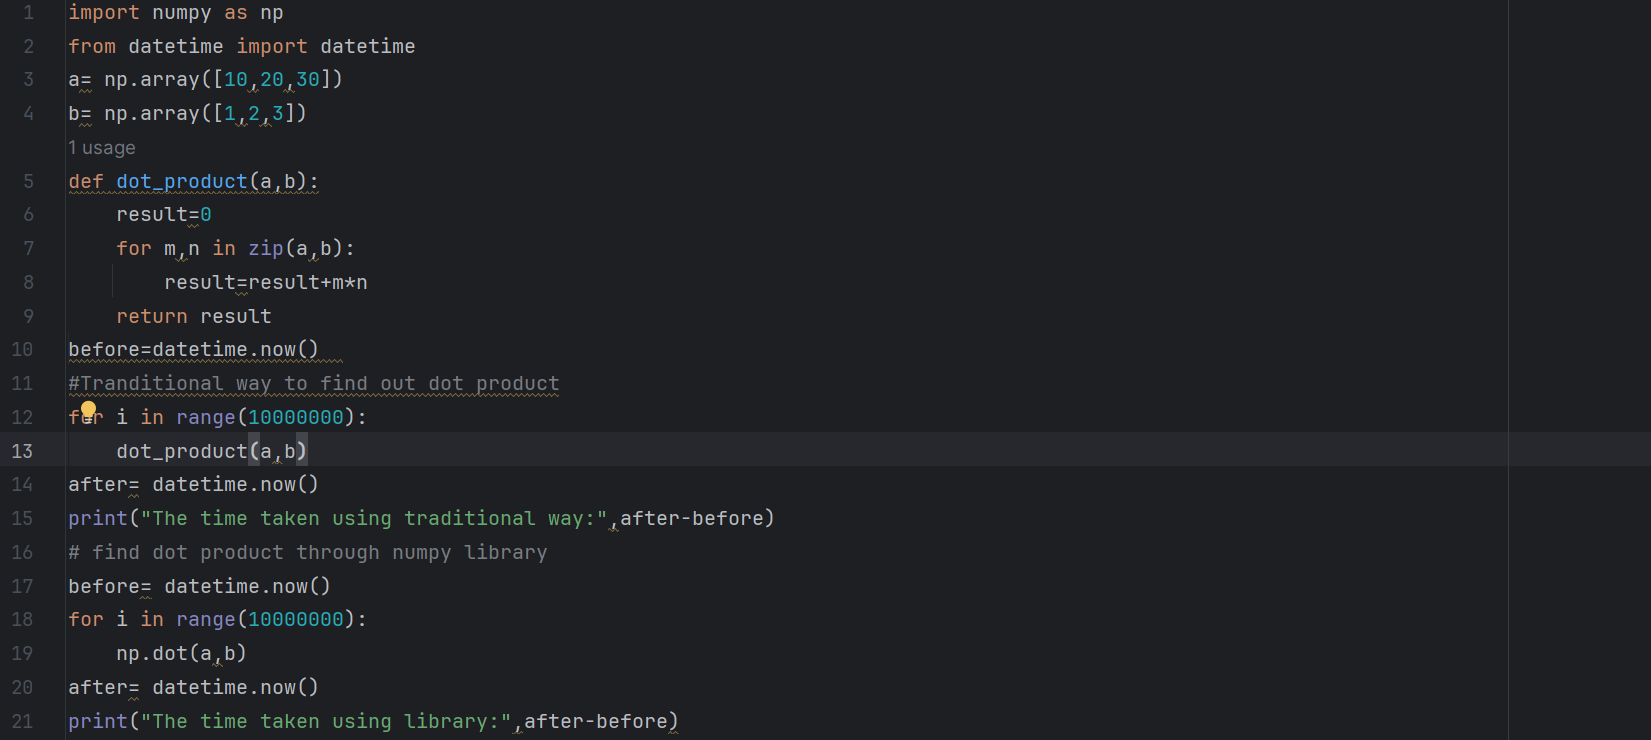 1 import numpy as np
2 from datetime import datetime
3 a= np.array([10,20,30])
4 b= np.array([1,2,3])
1 usage
5 def dot_product(a,b):
6     result=0
7     for m,n in zip(a,b):
8         result=result+m*n
9     return result
10 before=datetime.now()
11 #Tranditional way to find out dot product
12 for i in range(10000000):
13     dot_product(a,b)
14 after= datetime.now()
15 print("The time taken using traditional way:",after-before)
16 # find dot product through numpy library
17 before= datetime.now()
18 for i in range(10000000):
19     np.dot(a,b)
20 after= datetime.now()
21 print("The time taken using library:",after-before)